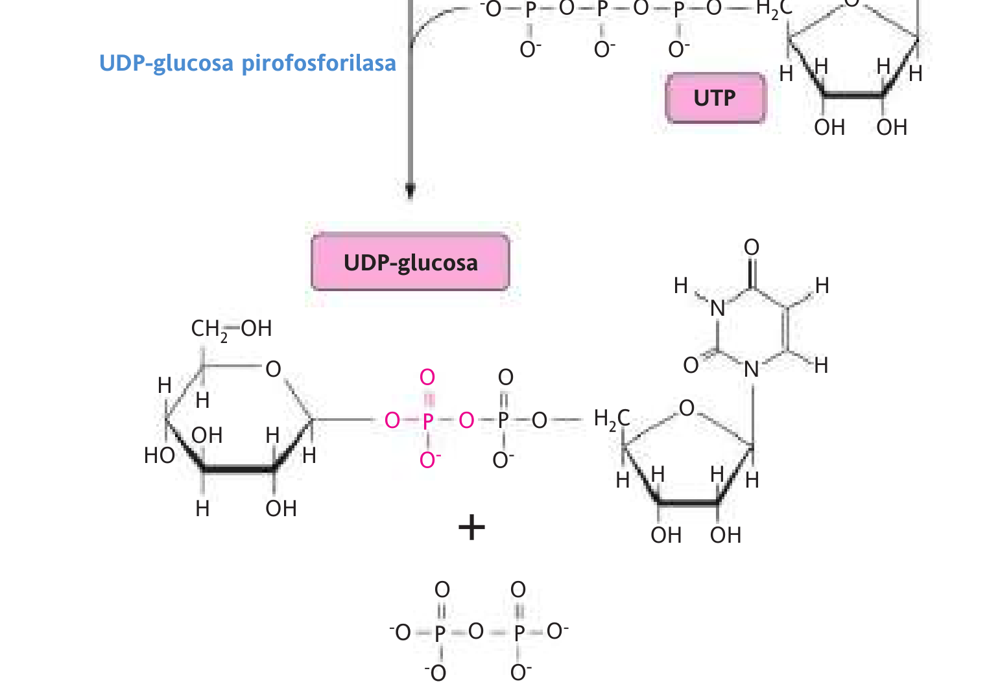 ⁻O P O P O P O H₂C O
O⁻ O⁻ O⁻
UDP-glucosa pirofosforilasa
H H H H
UTP
OH OH
UDP-glucosa
O
H H
N
CH₂ OH
O O H
O N
H O O
H O
OH H O P O P O H₂C
HO H O⁻ O⁻
H H H H
H OH
+
OH OH
O O
⁻O P O P O⁻
⁻O O⁻